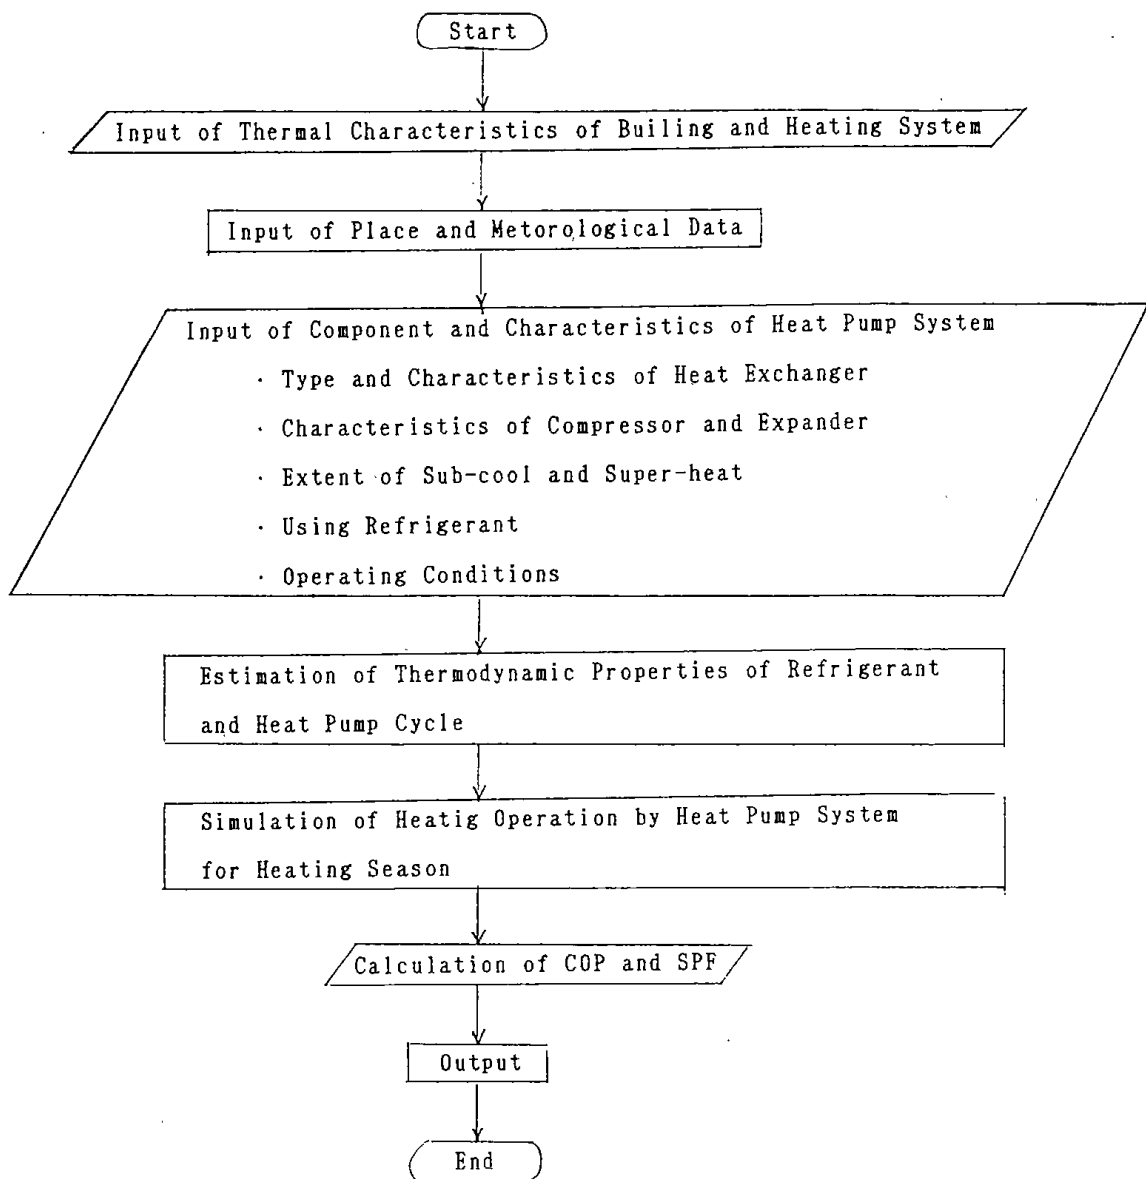 Start
Input of Thermal Characteristics of Builing and Heating System
Input of Place and Metorological Data
Input of Component and Characteristics of Heat Pump System
· Type and Characteristics of Heat Exchanger
· Characteristics of Compressor and Expander
· Extent of Sub-cool and Super-heat
· Using Refrigerant
· Operating Conditions
Estimation of Thermodynamic Properties of Refrigerant
and Heat Pump Cycle
Simulation of Heatig Operation by Heat Pump System
for Heating Season
Calculation of COP and SPF
Output
End